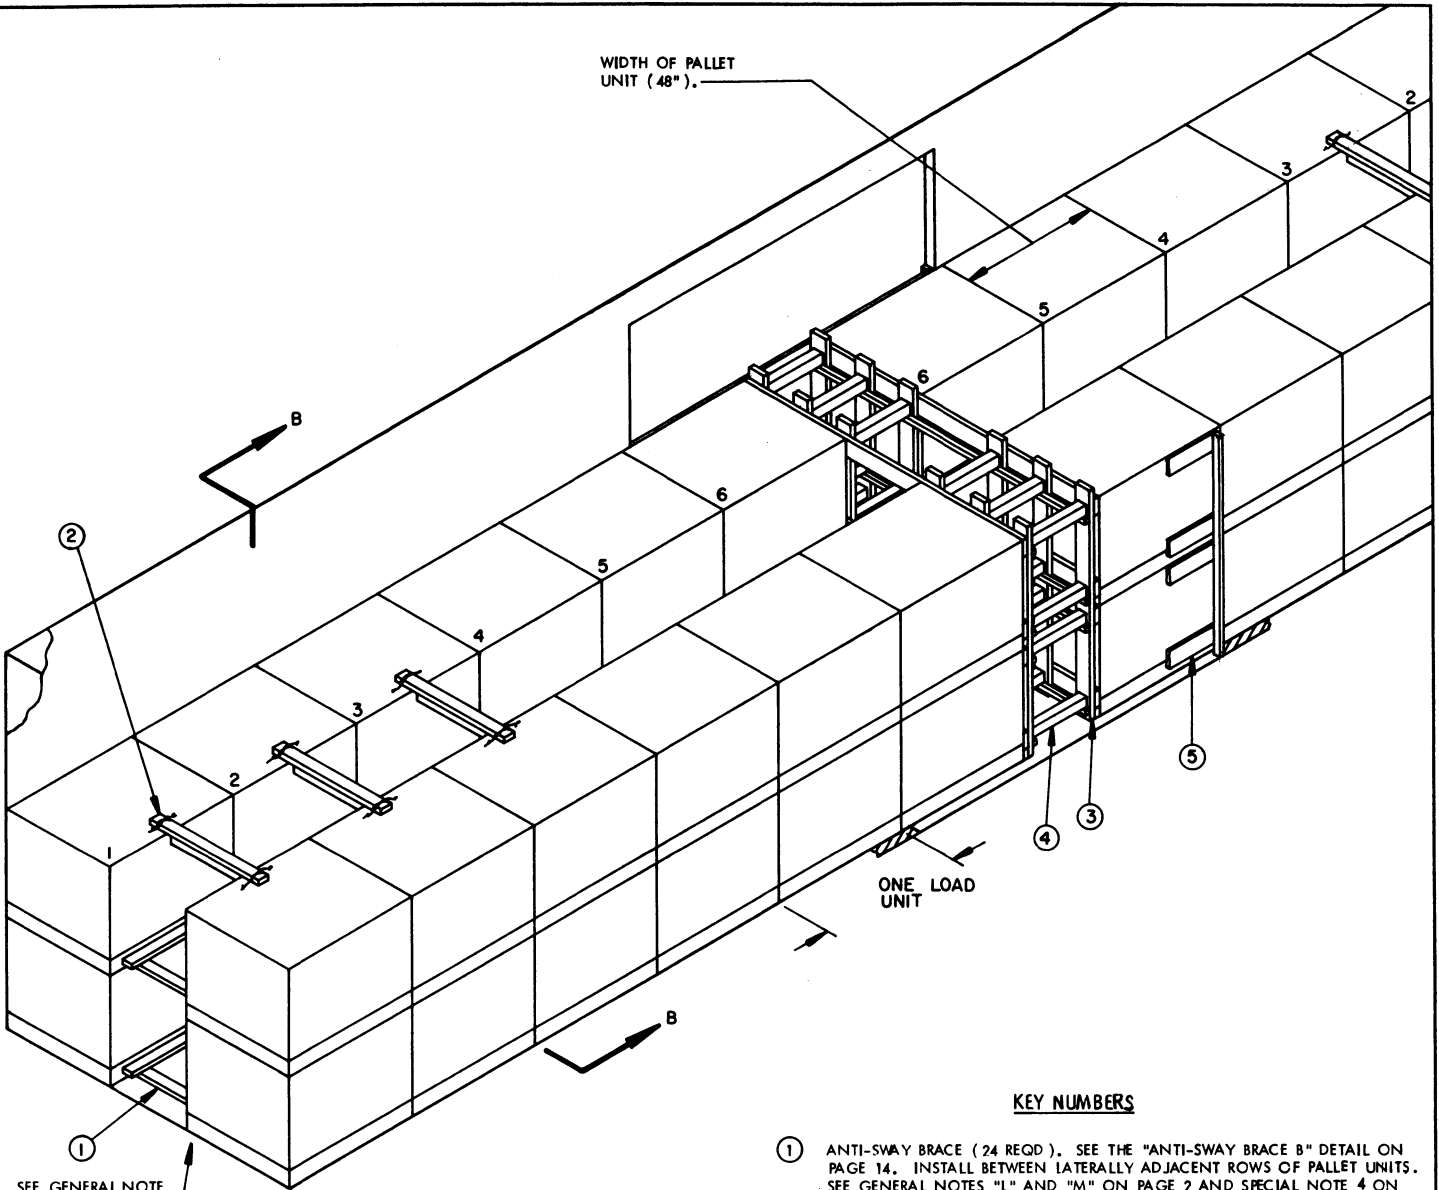 WIDTH OF PALLET
UNIT (48").
2
3
4
5
6
B
6
5
4
3
2
1
2
5
3
4
ONE LOAD
UNIT
B
1
SEE GENERAL NOTE
KEY NUMBERS
1 ANTI-SWAY BRACE (24 REQD). SEE THE "ANTI-SWAY BRACE B" DETAIL ON
PAGE 14. INSTALL BETWEEN LATERALLY ADJACENT ROWS OF PALLET UNITS.
SEE GENERAL NOTES "L" AND "M" ON PAGE 2 AND SPECIAL NOTE 4 ON